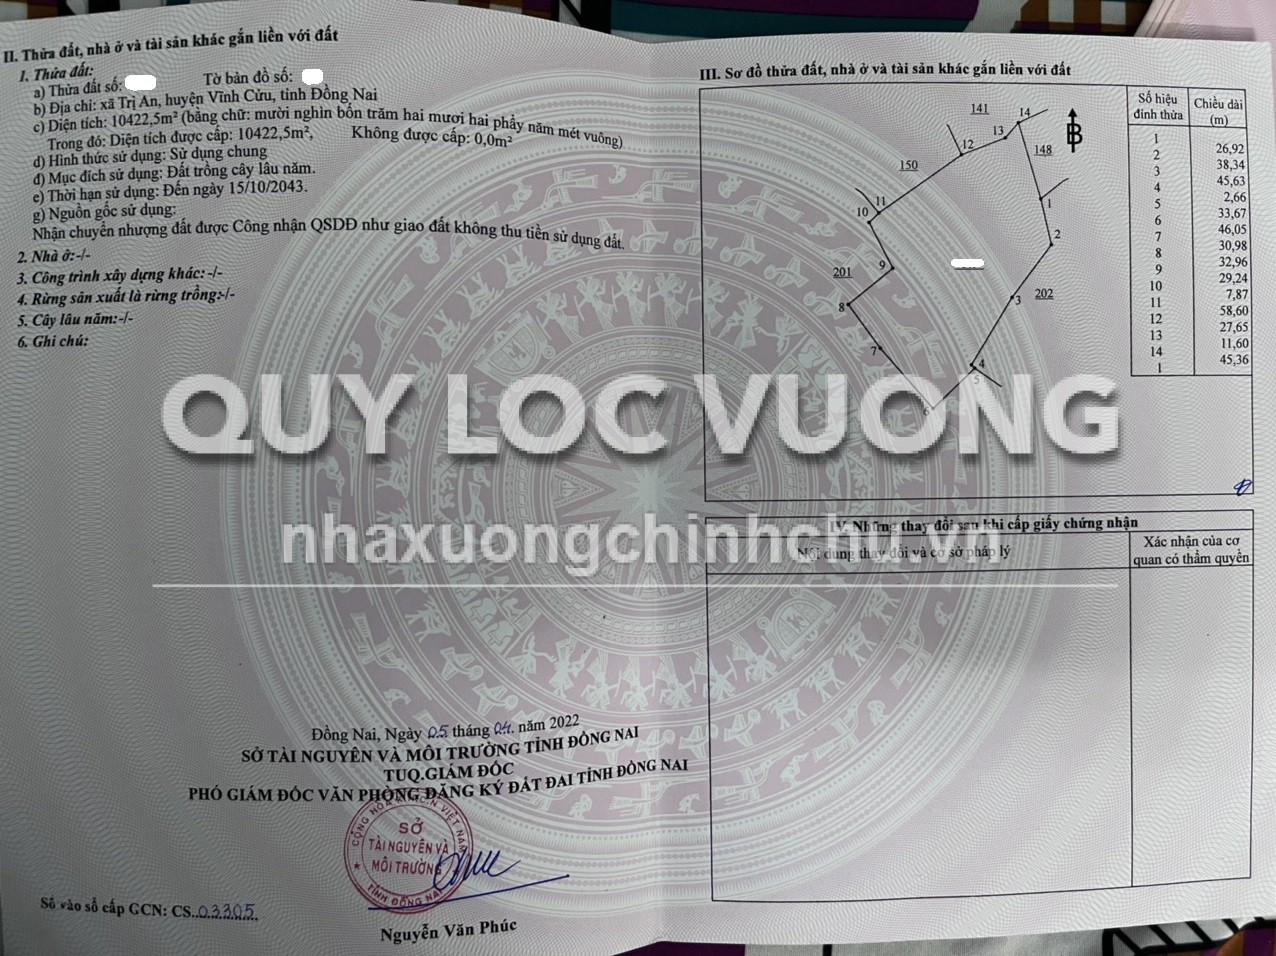 II. Thửa đất, nhà ở và tài sản khác gắn liền với đất
1. Thửa đất:
a) Thửa đất số: Tờ bản đồ số:
b) Địa chỉ: xã Trị An, huyện Vĩnh Cửu, tỉnh Đồng Nai
c) Diện tích: 10422,5m² (bằng chữ: mười nghìn bốn trăm hai mươi hai phẩy năm mét vuông)
Trong đó: Diện tích được cấp: 10422,5m², Không được cấp: 0,0m²
d) Hình thức sử dụng: Sử dụng chung
đ) Mục đích sử dụng: Đất trồng cây lâu năm.
e) Thời hạn sử dụng: Đến ngày 15/10/2043.
g) Nguồn gốc sử dụng:
Nhận chuyển nhượng đất được Công nhận QSDĐ như giao đất không thu tiền sử dụng đất.
2. Nhà ở:-/-
3. Công trình xây dựng khác:-/-
4. Rừng sản xuất là rừng trồng:-/-
5. Cây lâu năm:-/-
6. Ghi chú:
Đồng Nai, Ngày 05 tháng 04. năm 2022
SỞ TÀI NGUYÊN VÀ MÔI TRƯỜNG TỈNH ĐỒNG NAI
TUQ.GIÁM ĐỐC
PHÓ GIÁM ĐỐC VĂN PHÒNG ĐĂNG KÝ ĐẤT ĐAI TỈNH ĐỒNG NAI
SỞ
TÀI NGUYÊN VÀ
MÔI TRƯỜNG
TỈNH ĐỒNG NAI
Nguyễn Văn Phúc
Số vào sổ cấp GCN: CS..03305.
III. Sơ đồ thửa đất, nhà ở và tài sản khác gắn liền với đất
141
14
B
13
12
148
150
11
10
1
2
9
201
202
3
8
7
4
5
6
Số hiệu đỉnh thửa
Chiều dài (m)
1
26,92
2
38,34
3
45,63
4
2,66
5
33,67
6
46,05
7
30,98
8
32,96
9
29,24
10
7,87
11
58,60
12
27,65
13
11,60
14
45,36
1
IV. Những thay đổi sau khi cấp giấy chứng nhận
Nội dung thay đổi và cơ sở pháp lý
Xác nhận của cơ quan có thẩm quyền
QUY LOC VUONG
nhaxuongchinhchu.vn